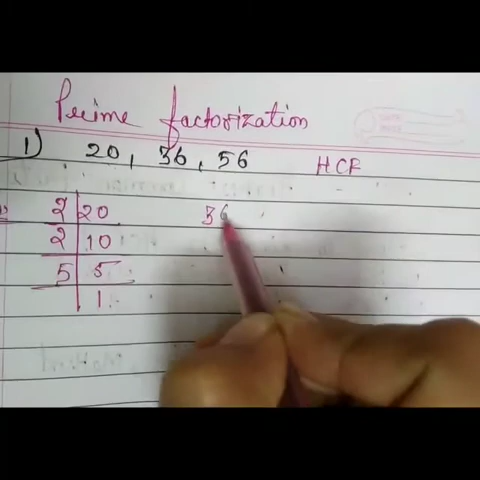 Prime factorization
1) 20, 36, 56 HCF
2 20 36
2 10
5 5
1